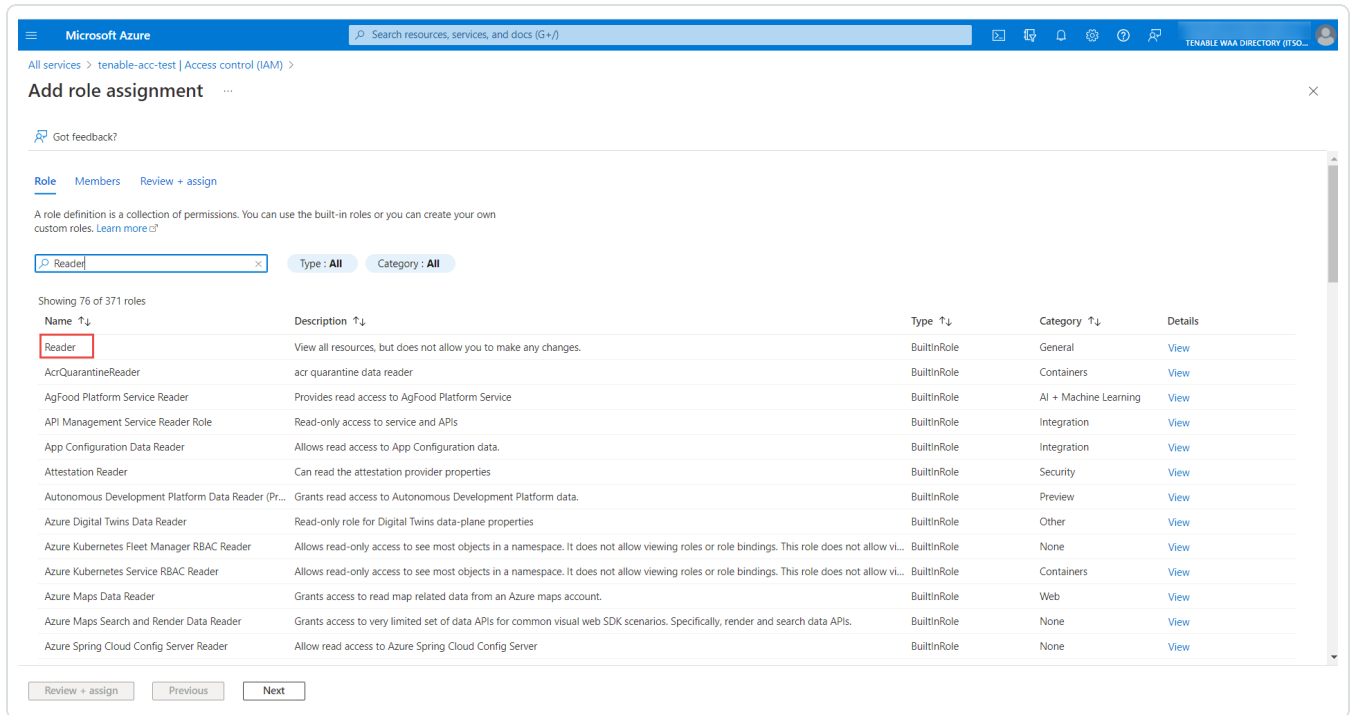 Microsoft Azure
Search resources, services, and docs (G+/)
TENABLE WAA DIRECTORY (ITSO...
All services > tenable-acc-test | Access control (IAM) >
Add role assignment ...
Got feedback?
Role Members Review + assign
A role definition is a collection of permissions. You can use the built-in roles or you can create your own
custom roles. Learn more
Reader
Type : All Category : All
Showing 76 of 371 roles
Name ↑↓ Description ↑↓ Type ↑↓ Category ↑↓ Details
Reader View all resources, but does not allow you to make any changes. BuiltInRole General View
AcrQuarantineReader acr quarantine data reader BuiltInRole Containers View
AgFood Platform Service Reader Provides read access to AgFood Platform Service BuiltInRole AI + Machine Learning View
API Management Service Reader Role Read-only access to service and APIs BuiltInRole Integration View
App Configuration Data Reader Allows read access to App Configuration data. BuiltInRole Integration View
Attestation Reader Can read the attestation provider properties BuiltInRole Security View
Autonomous Development Platform Data Reader (Pr... Grants read access to Autonomous Development Platform data. BuiltInRole Preview View
Azure Digital Twins Data Reader Read-only role for Digital Twins data-plane properties BuiltInRole Other View
Azure Kubernetes Fleet Manager RBAC Reader Allows read-only access to see most objects in a namespace. It does not allow viewing roles or role bindings. This role does not allow vi... BuiltInRole None View
Azure Kubernetes Service RBAC Reader Allows read-only access to see most objects in a namespace. It does not allow viewing roles or role bindings. This role does not allow vi... BuiltInRole Containers View
Azure Maps Data Reader Grants access to read map related data from an Azure maps account. BuiltInRole Web View
Azure Maps Search and Render Data Reader Grants access to very limited set of data APIs for common visual web SDK scenarios. Specifically, render and search data APIs. BuiltInRole None View
Azure Spring Cloud Config Server Reader Allow read access to Azure Spring Cloud Config Server BuiltInRole None View
Review + assign Previous Next